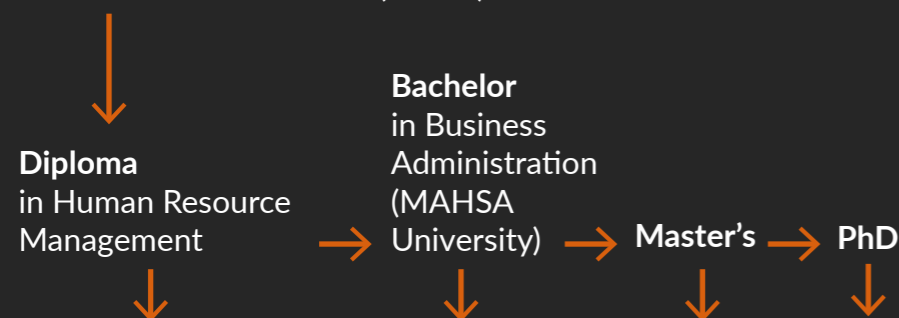 Bachelor
in Business
Administration
(MAHSA
University)
Diploma
in Human Resource
Management
Master's
PhD